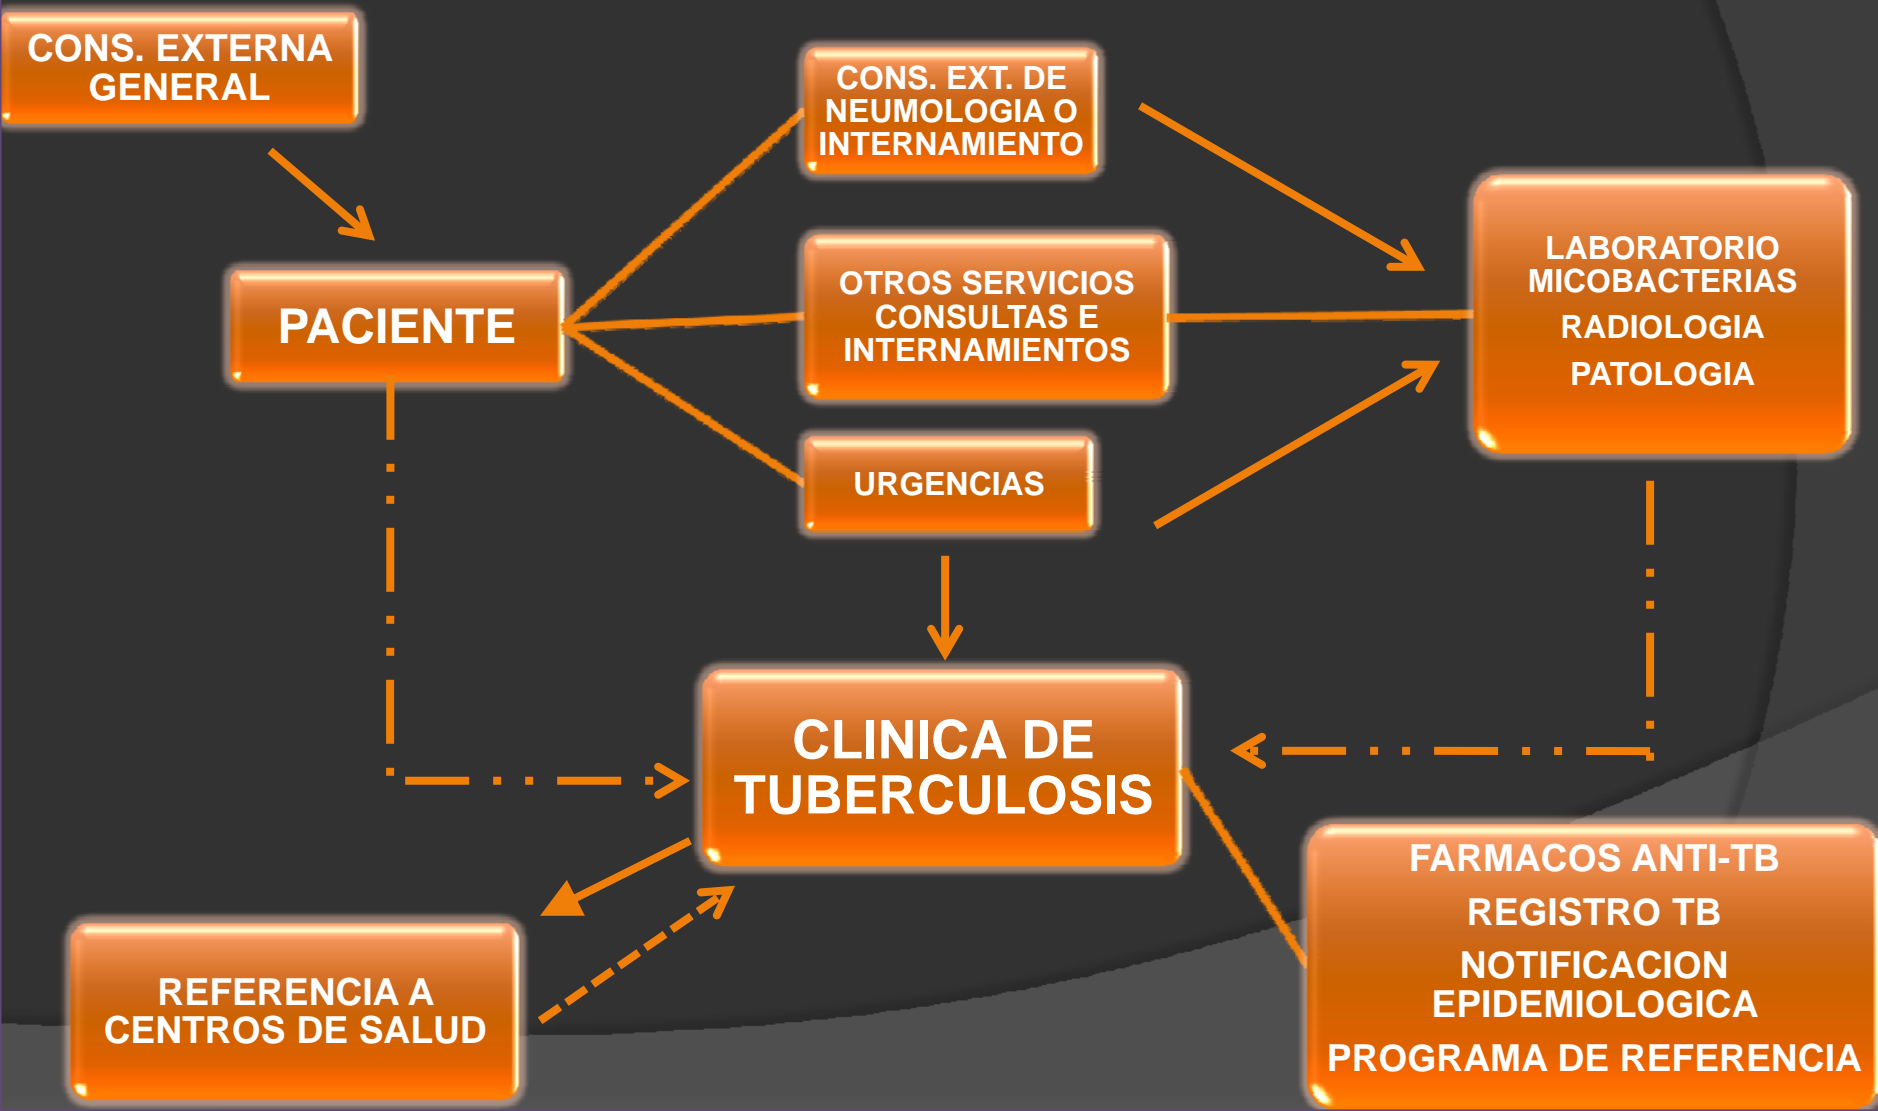 CONS. EXTERNA
GENERAL
CONS. EXT. DE
NEUMOLOGIA O
INTERNAMIENTO
PACIENTE
OTROS SERVICIOS
CONSULTAS E
INTERNAMIENTOS
LABORATORIO
MICOBACTERIAS
RADIOLOGIA
PATOLOGIA
URGENCIAS
CLINICA DE
TUBERCULOSIS
REFERENCIA A
CENTROS DE SALUD
FARMACOS ANTI-TB
REGISTRO TB
NOTIFICACION
EPIDEMIOLOGICA
PROGRAMA DE REFERENCIA